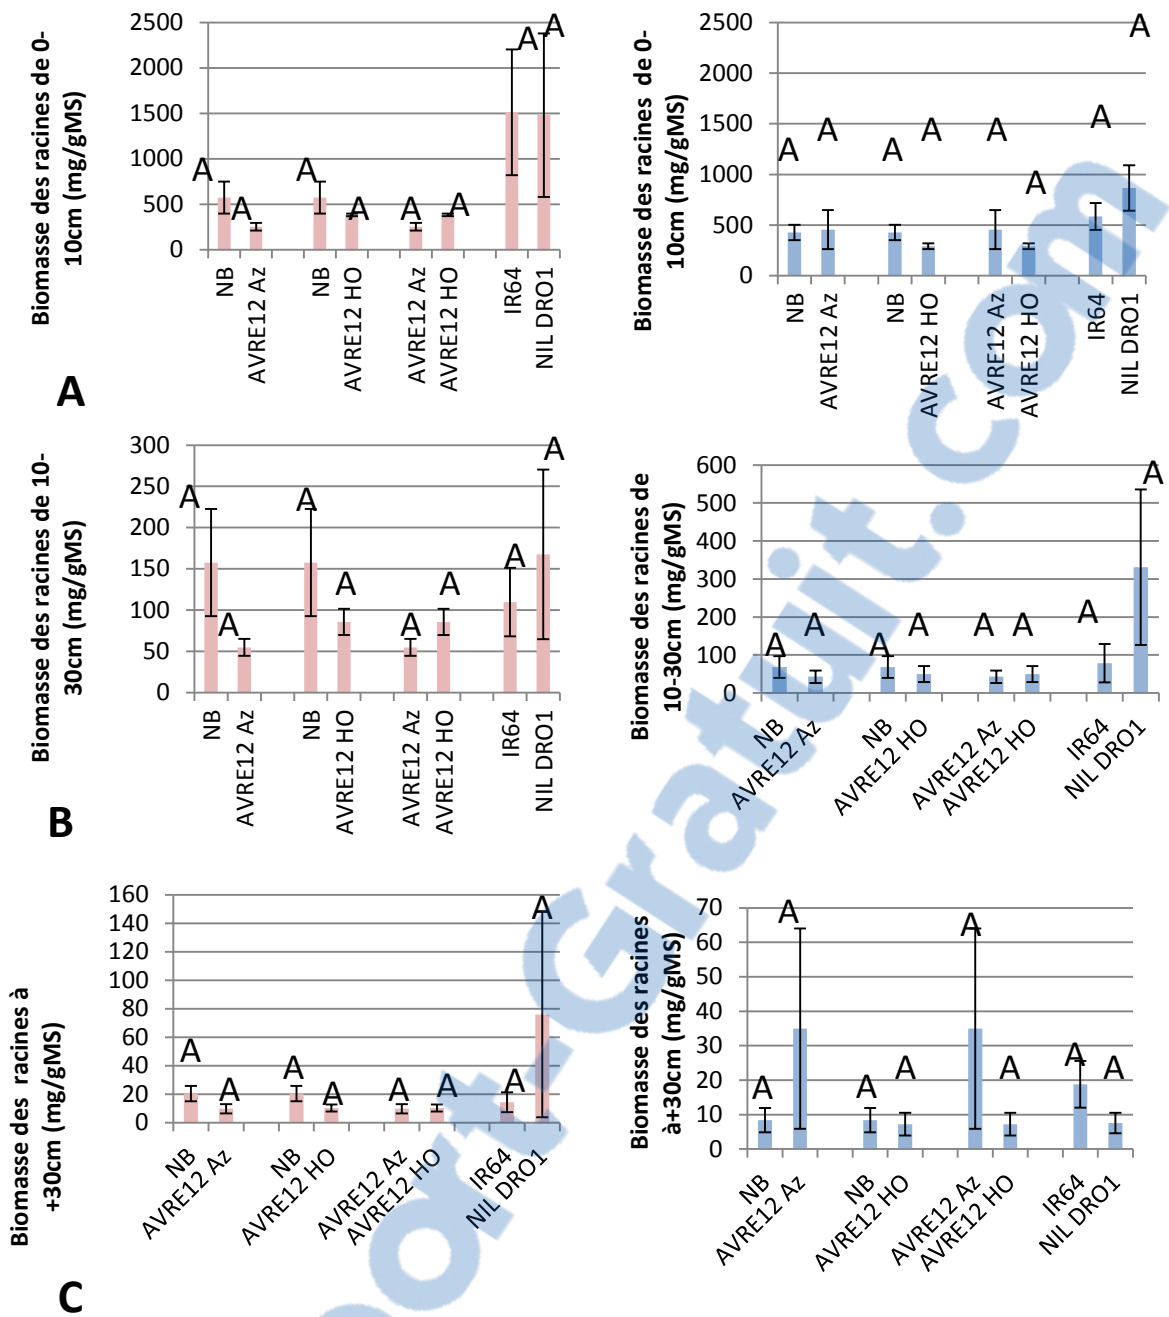 Biomasse des racines de 0-
10cm (mg/gMS)
2500
2000
1500
1000
500
0
A A A A A A A A
NB
AVRE12 Az
NB
AVRE12 HO
AVRE12 Az
AVRE12 HO
IR64
NIL DRO1
A
Biomasse des racines de 0-
10cm (mg/gMS)
2500
2000
1500
1000
500
0
A A A A A A A A
NB
AVRE12 Az
NB
AVRE12 HO
AVRE12 Az
AVRE12 HO
IR64
NIL DRO1
Biomasse des racines de 10-
30cm (mg/gMS)
300
250
200
150
100
50
0
A A A A A A A A
NB
AVRE12 Az
NB
AVRE12 HO
AVRE12 Az
AVRE12 HO
IR64
NIL DRO1
B
Biomasse des racines de
10-30cm (mg/gMS)
600
500
400
300
200
100
0
A A A A A A A A
NB
AVRE12 Az
NB
AVRE12 HO
AVRE12 Az
AVRE12 HO
IR64
NIL DRO1
Biomasse des racines à
+30cm (mg/gMS)
160
140
120
100
80
60
40
20
0
A A A A A A A A
NB
AVRE12 Az
NB
AVRE12 HO
AVRE12 Az
AVRE12 HO
IR64
NIL DRO1
C
Biomasse des racines
à+30cm (mg/gMS)
70
60
50
40
30
20
10
0
A A A A A A A A
NB
AVRE12 Az
NB
AVRE12 HO
AVRE12 Az
AVRE12 HO
IR64
NIL DRO1
port-Gratuit.com